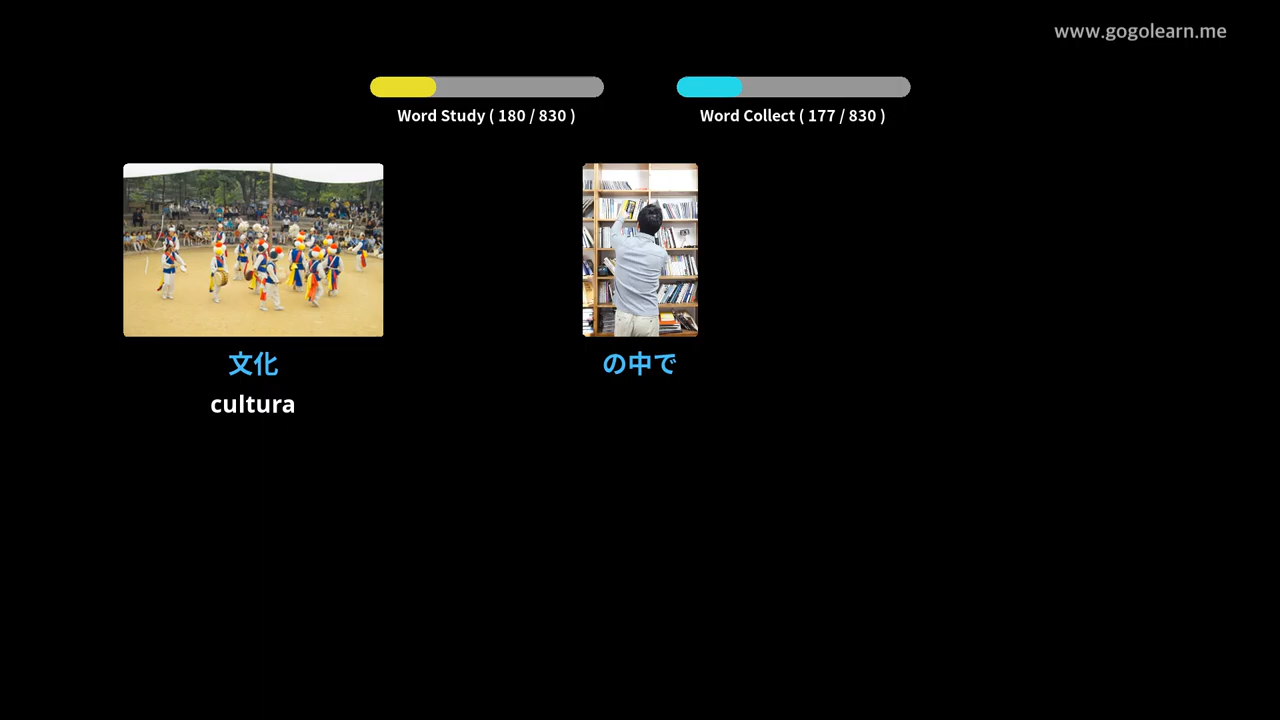 www.gogolearn.me
Word Study ( 180 / 830 )
Word Collect ( 177 / 830 )
文化
cultura
の中で